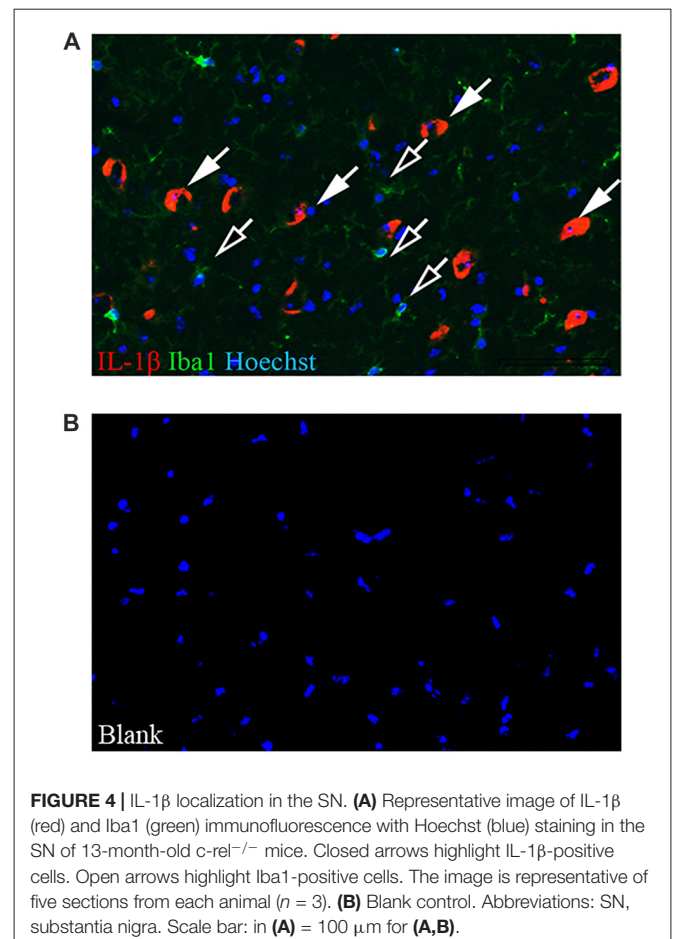 A
IL-1β Iba1 Hoechst
B
Blank
FIGURE 4 | IL-1β localization in the SN. (A) Representative image of IL-1β
(red) and Iba1 (green) immunofluorescence with Hoechst (blue) staining in the
SN of 13-month-old c-rel−/− mice. Closed arrows highlight IL-1β-positive
cells. Open arrows highlight Iba1-positive cells. The image is representative of
five sections from each animal (n = 3). (B) Blank control. Abbreviations: SN,
substantia nigra. Scale bar: in (A) = 100 μm for (A,B).